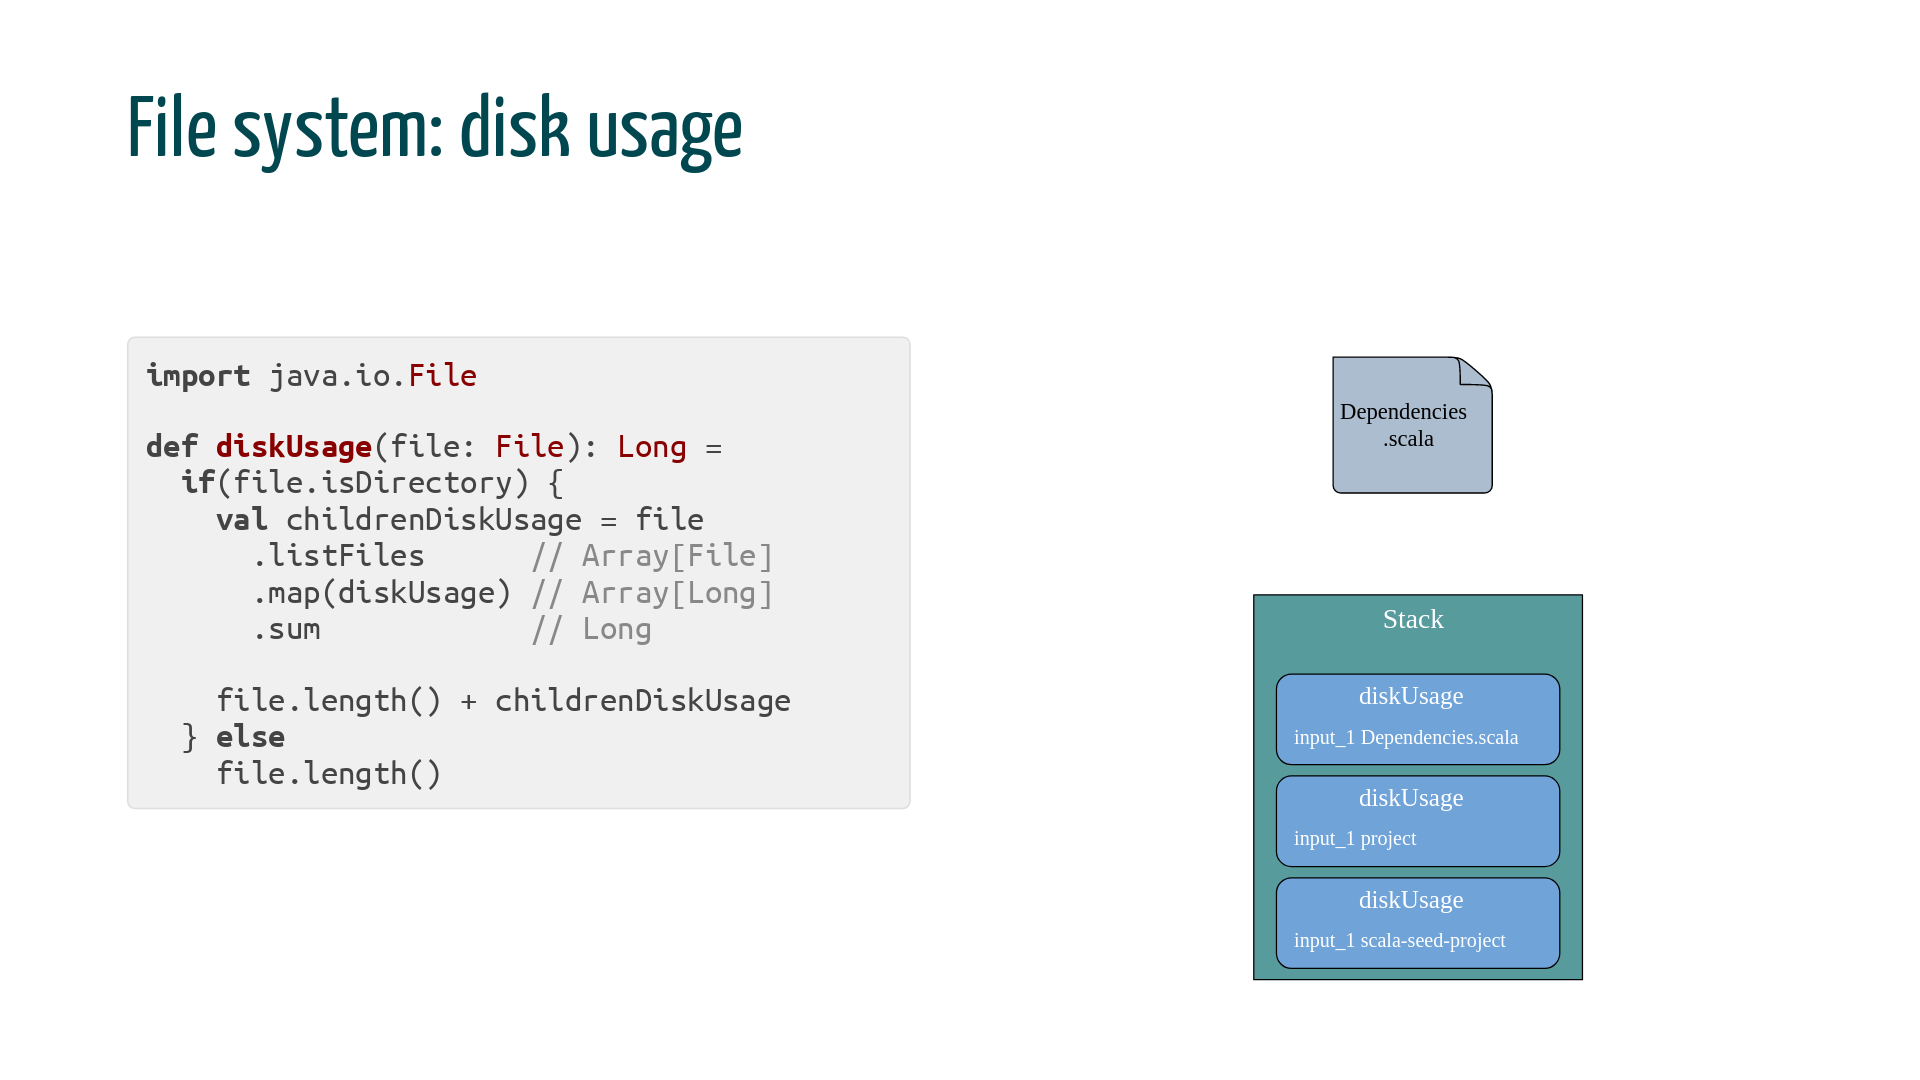 File system: disk usage
import java.io.File
def diskUsage(file: File): Long =
  if(file.isDirectory) {
    val childrenDiskUsage = file
      .listFiles      // Array[File]
      .map(diskUsage) // Array[Long]
      .sum            // Long
    file.length() + childrenDiskUsage
  } else
    file.length()
Dependencies
.scala
Stack
diskUsage
input_1 Dependencies.scala
diskUsage
input_1 project
diskUsage
input_1 scala-seed-project